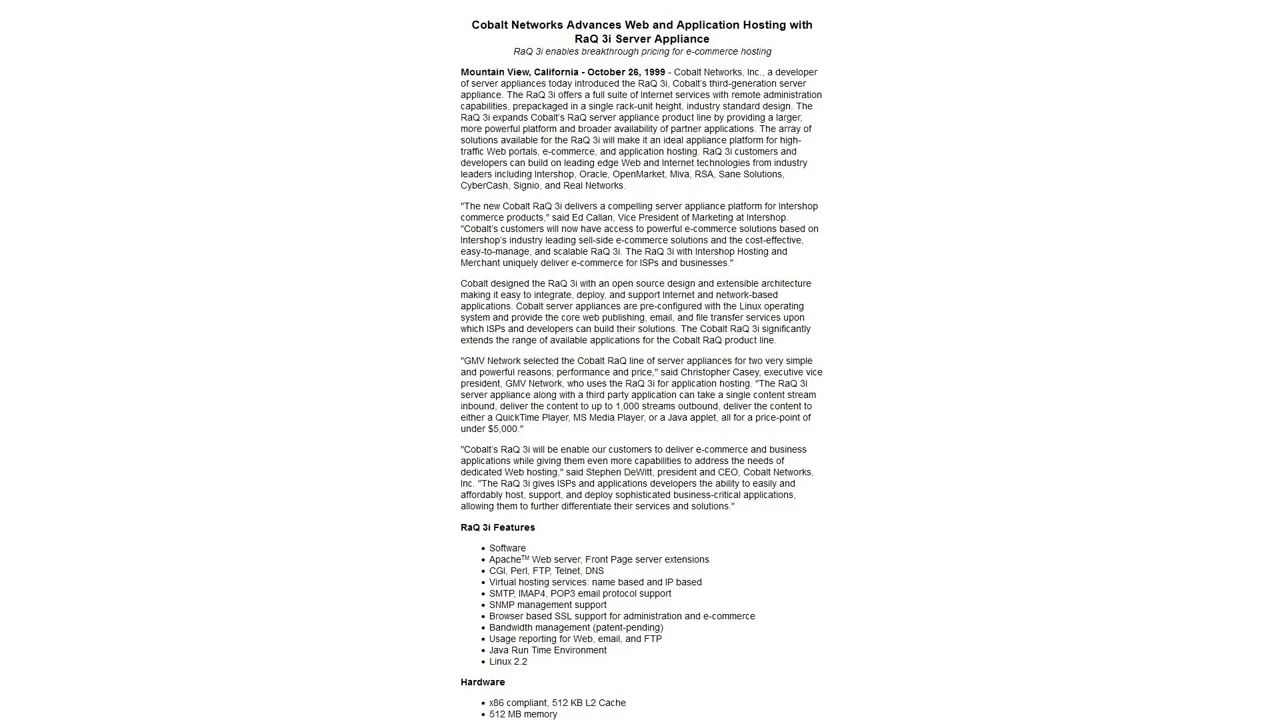 Cobalt Networks Advances Web and Application Hosting with
RaQ 3i Server Appliance
RaQ 3i enables breakthrough pricing for e-commerce hosting
Mountain View, California - October 26, 1999 - Cobalt Networks, Inc., a developer
of server appliances today introduced the RaQ 3i, Cobalt's third-generation server
appliance. The RaQ 3i offers a full suite of Internet services with remote administration
capabilities, prepackaged in a single rack-unit height, industry standard design. The
RaQ 3i expands Cobalt's RaQ server appliance product line by providing a larger,
more powerful platform and broader availability of partner applications. The array of
solutions available for the RaQ 3i will make it an ideal appliance platform for high-
traffic Web portals, e-commerce, and application hosting. RaQ 3i customers and
developers can build on leading edge Web and Internet technologies from industry
leaders including Intershop, Oracle, OpenMarket, Miva, RSA, Sane Solutions,
CyberCash, Signio, and Real Networks.
"The new Cobalt RaQ 3i delivers a compelling server appliance platform for Intershop
commerce products," said Ed Callan, Vice President of Marketing at Intershop.
"Cobalt's customers will now have access to powerful e-commerce solutions based on
Intershop's industry leading sell-side e-commerce solutions and the cost-effective,
easy-to-manage, and scalable RaQ 3i. The RaQ 3i with Intershop Hosting and
Merchant uniquely deliver e-commerce for ISPs and businesses."
Cobalt designed the RaQ 3i with an open source design and extensible architecture
making it easy to integrate, deploy, and support Internet and network-based
applications. Cobalt server appliances are pre-configured with the Linux operating
system and provide the core web publishing, email, and file transfer services upon
which ISPs and developers can build their solutions. The Cobalt RaQ 3i significantly
extends the range of available applications for the Cobalt RaQ product line.
"GMV Network selected the Cobalt RaQ line of server appliances for two very simple
and powerful reasons; performance and price," said Christopher Casey, executive vice
president, GMV Network, who uses the RaQ 3i for application hosting. "The RaQ 3i
server appliance along with a third party application can take a single content stream
inbound, deliver the content to up to 1,000 streams outbound, deliver the content to
either a QuickTime Player, MS Media Player, or a Java applet, all for a price-point of
under $5,000."
"Cobalt's RaQ 3i will be enable our customers to deliver e-commerce and business
applications while giving them even more capabilities to address the needs of
dedicated Web hosting," said Stephen DeWitt, president and CEO, Cobalt Networks,
Inc. "The RaQ 3i gives ISPs and applications developers the ability to easily and
affordably host, support, and deploy sophisticated business-critical applications,
allowing them to further differentiate their services and solutions."
RaQ 3i Features
• Software
• Apache™ Web server, Front Page server extensions
• CGI, Perl, FTP, Telnet, DNS
• Virtual hosting services: name based and IP based
• SMTP, IMAP4, POP3 email protocol support
• SNMP management support
• Browser based SSL support for administration and e-commerce
• Bandwidth management (patent-pending)
• Usage reporting for Web, email, and FTP
• Java Run Time Environment
• Linux 2.2
Hardware
• x86 compliant, 512 KB L2 Cache
• 512 MB memory